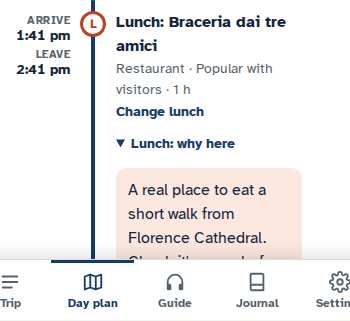 ARRIVE
1:41 pm
LEAVE
2:41 pm
L
Lunch: Braceria dai tre
amici
Restaurant · Popular with
visitors · 1 h
Change lunch
▼ Lunch: why here
A real place to eat a
short walk from
Florence Cathedral.
Trip
Day plan
Guide
Journal
Settin